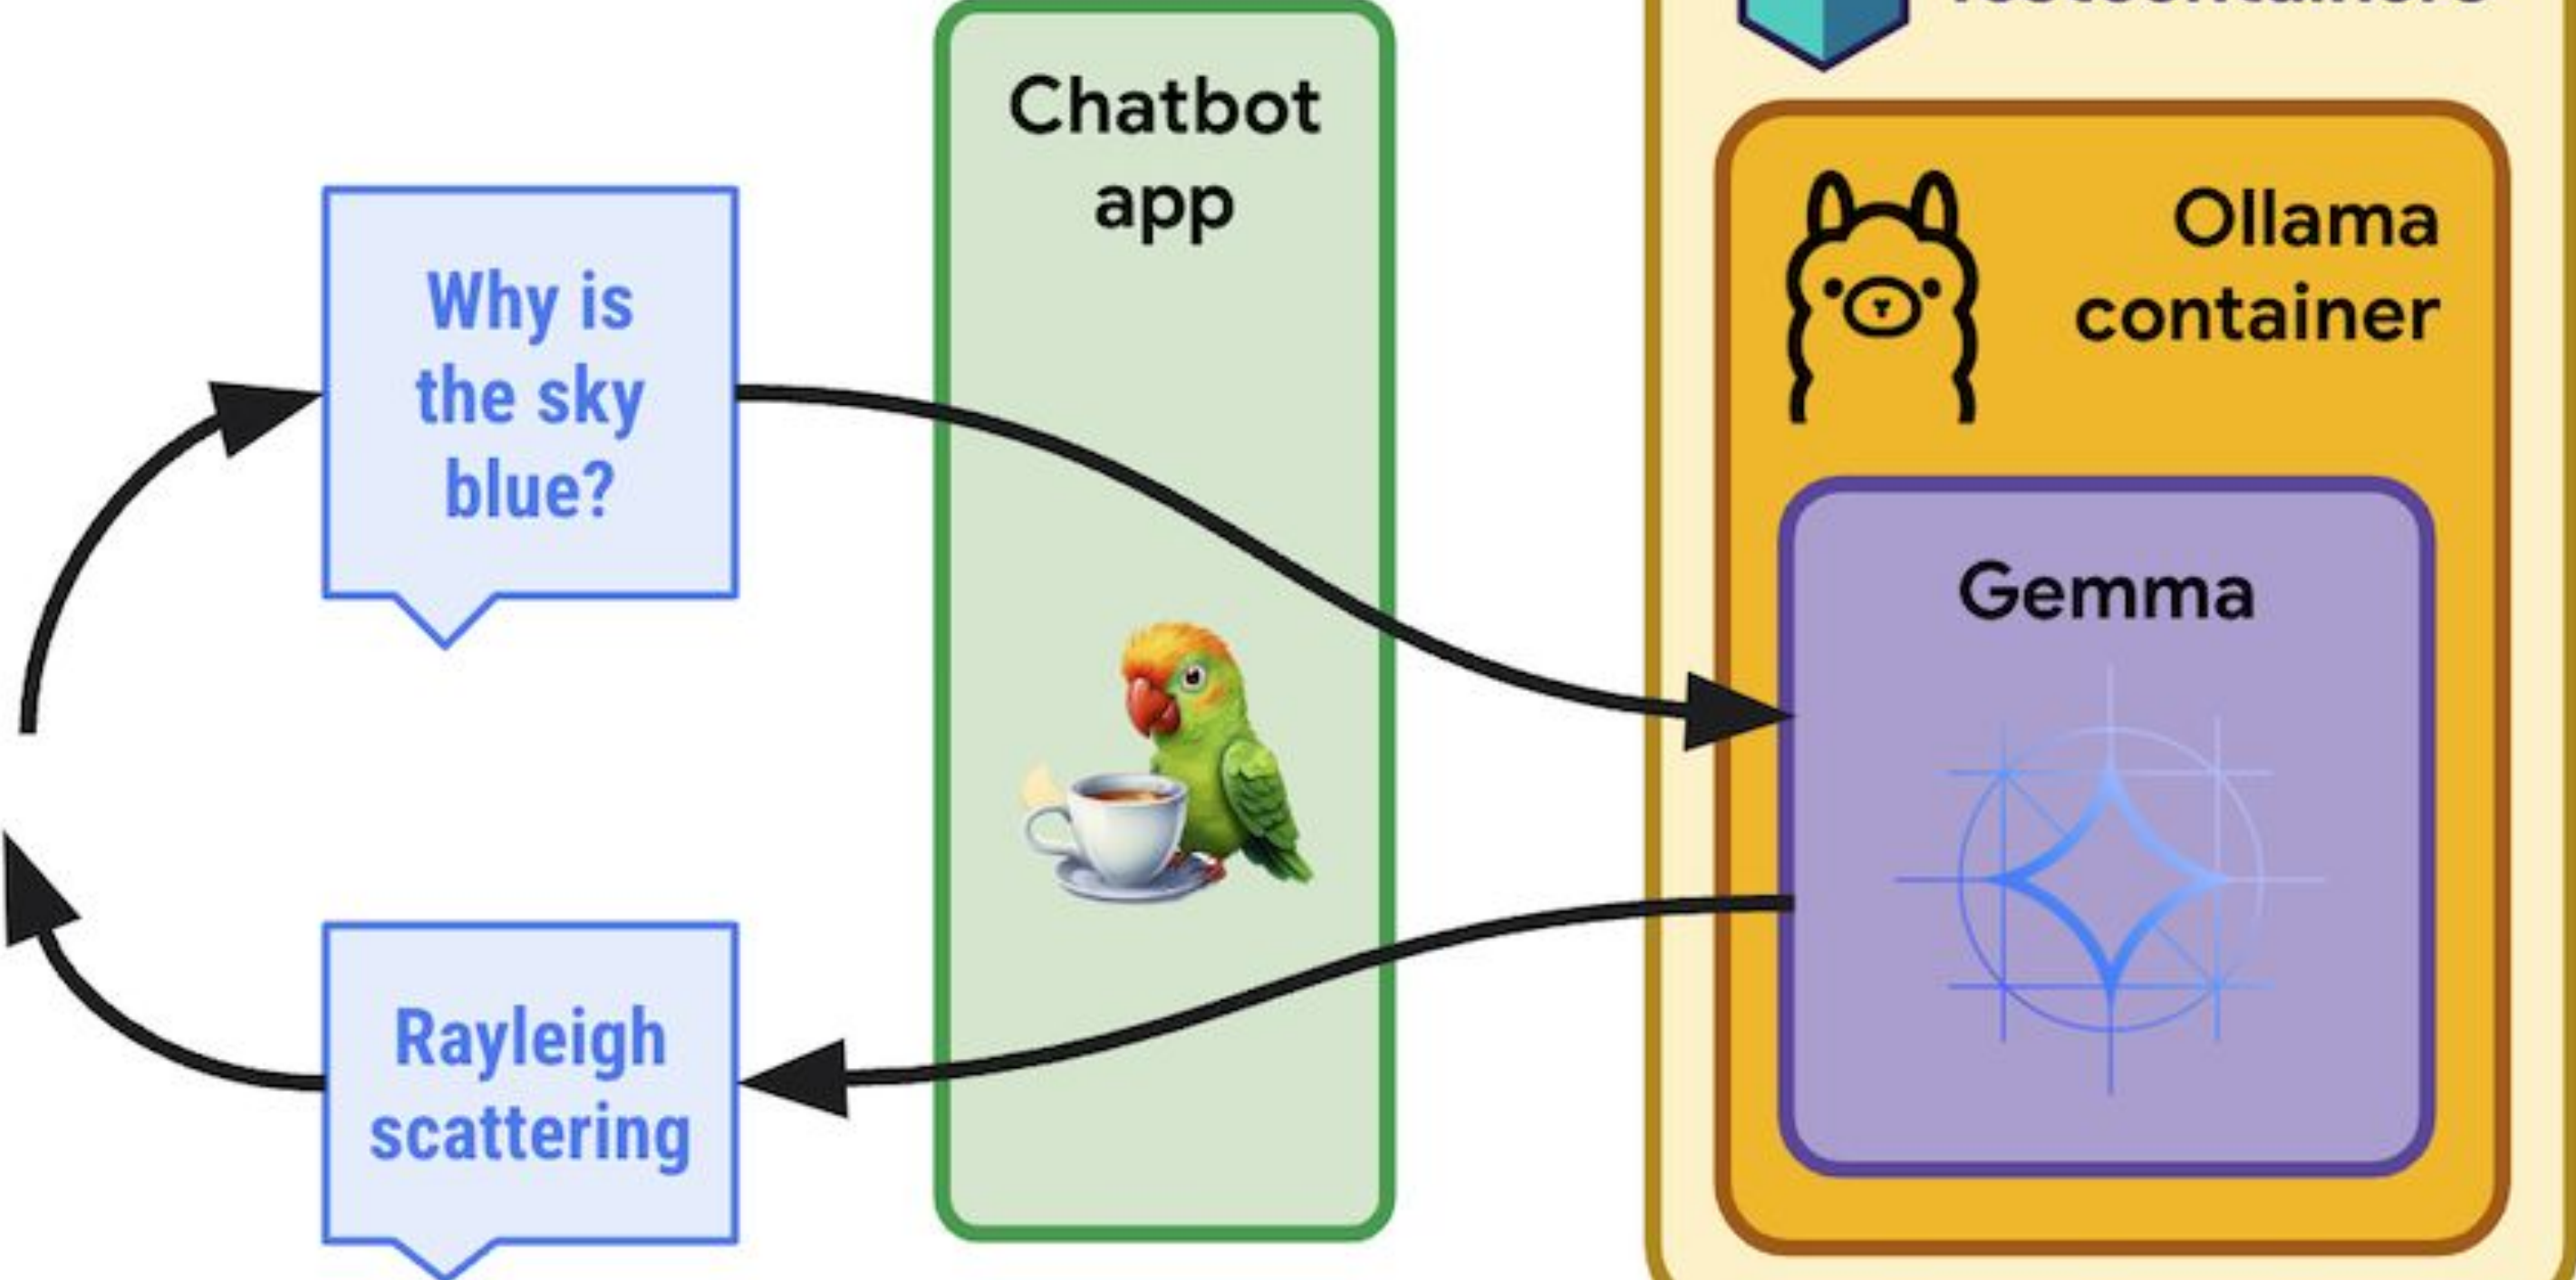 Chatbot
app
Why is
the sky
blue?
Ollama
container
Gemma
Rayleigh
scattering